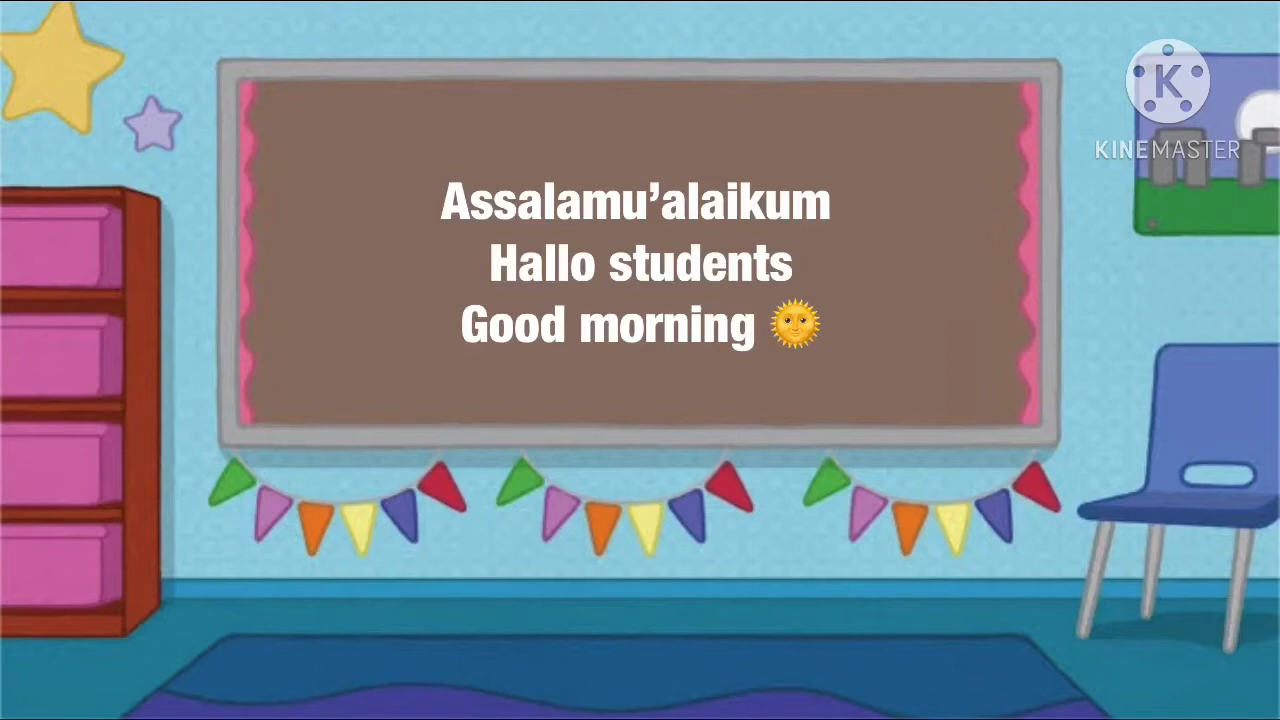 Assalamu’alaikum
Hallo students
Good morning 🌞
K
KINEMASTER